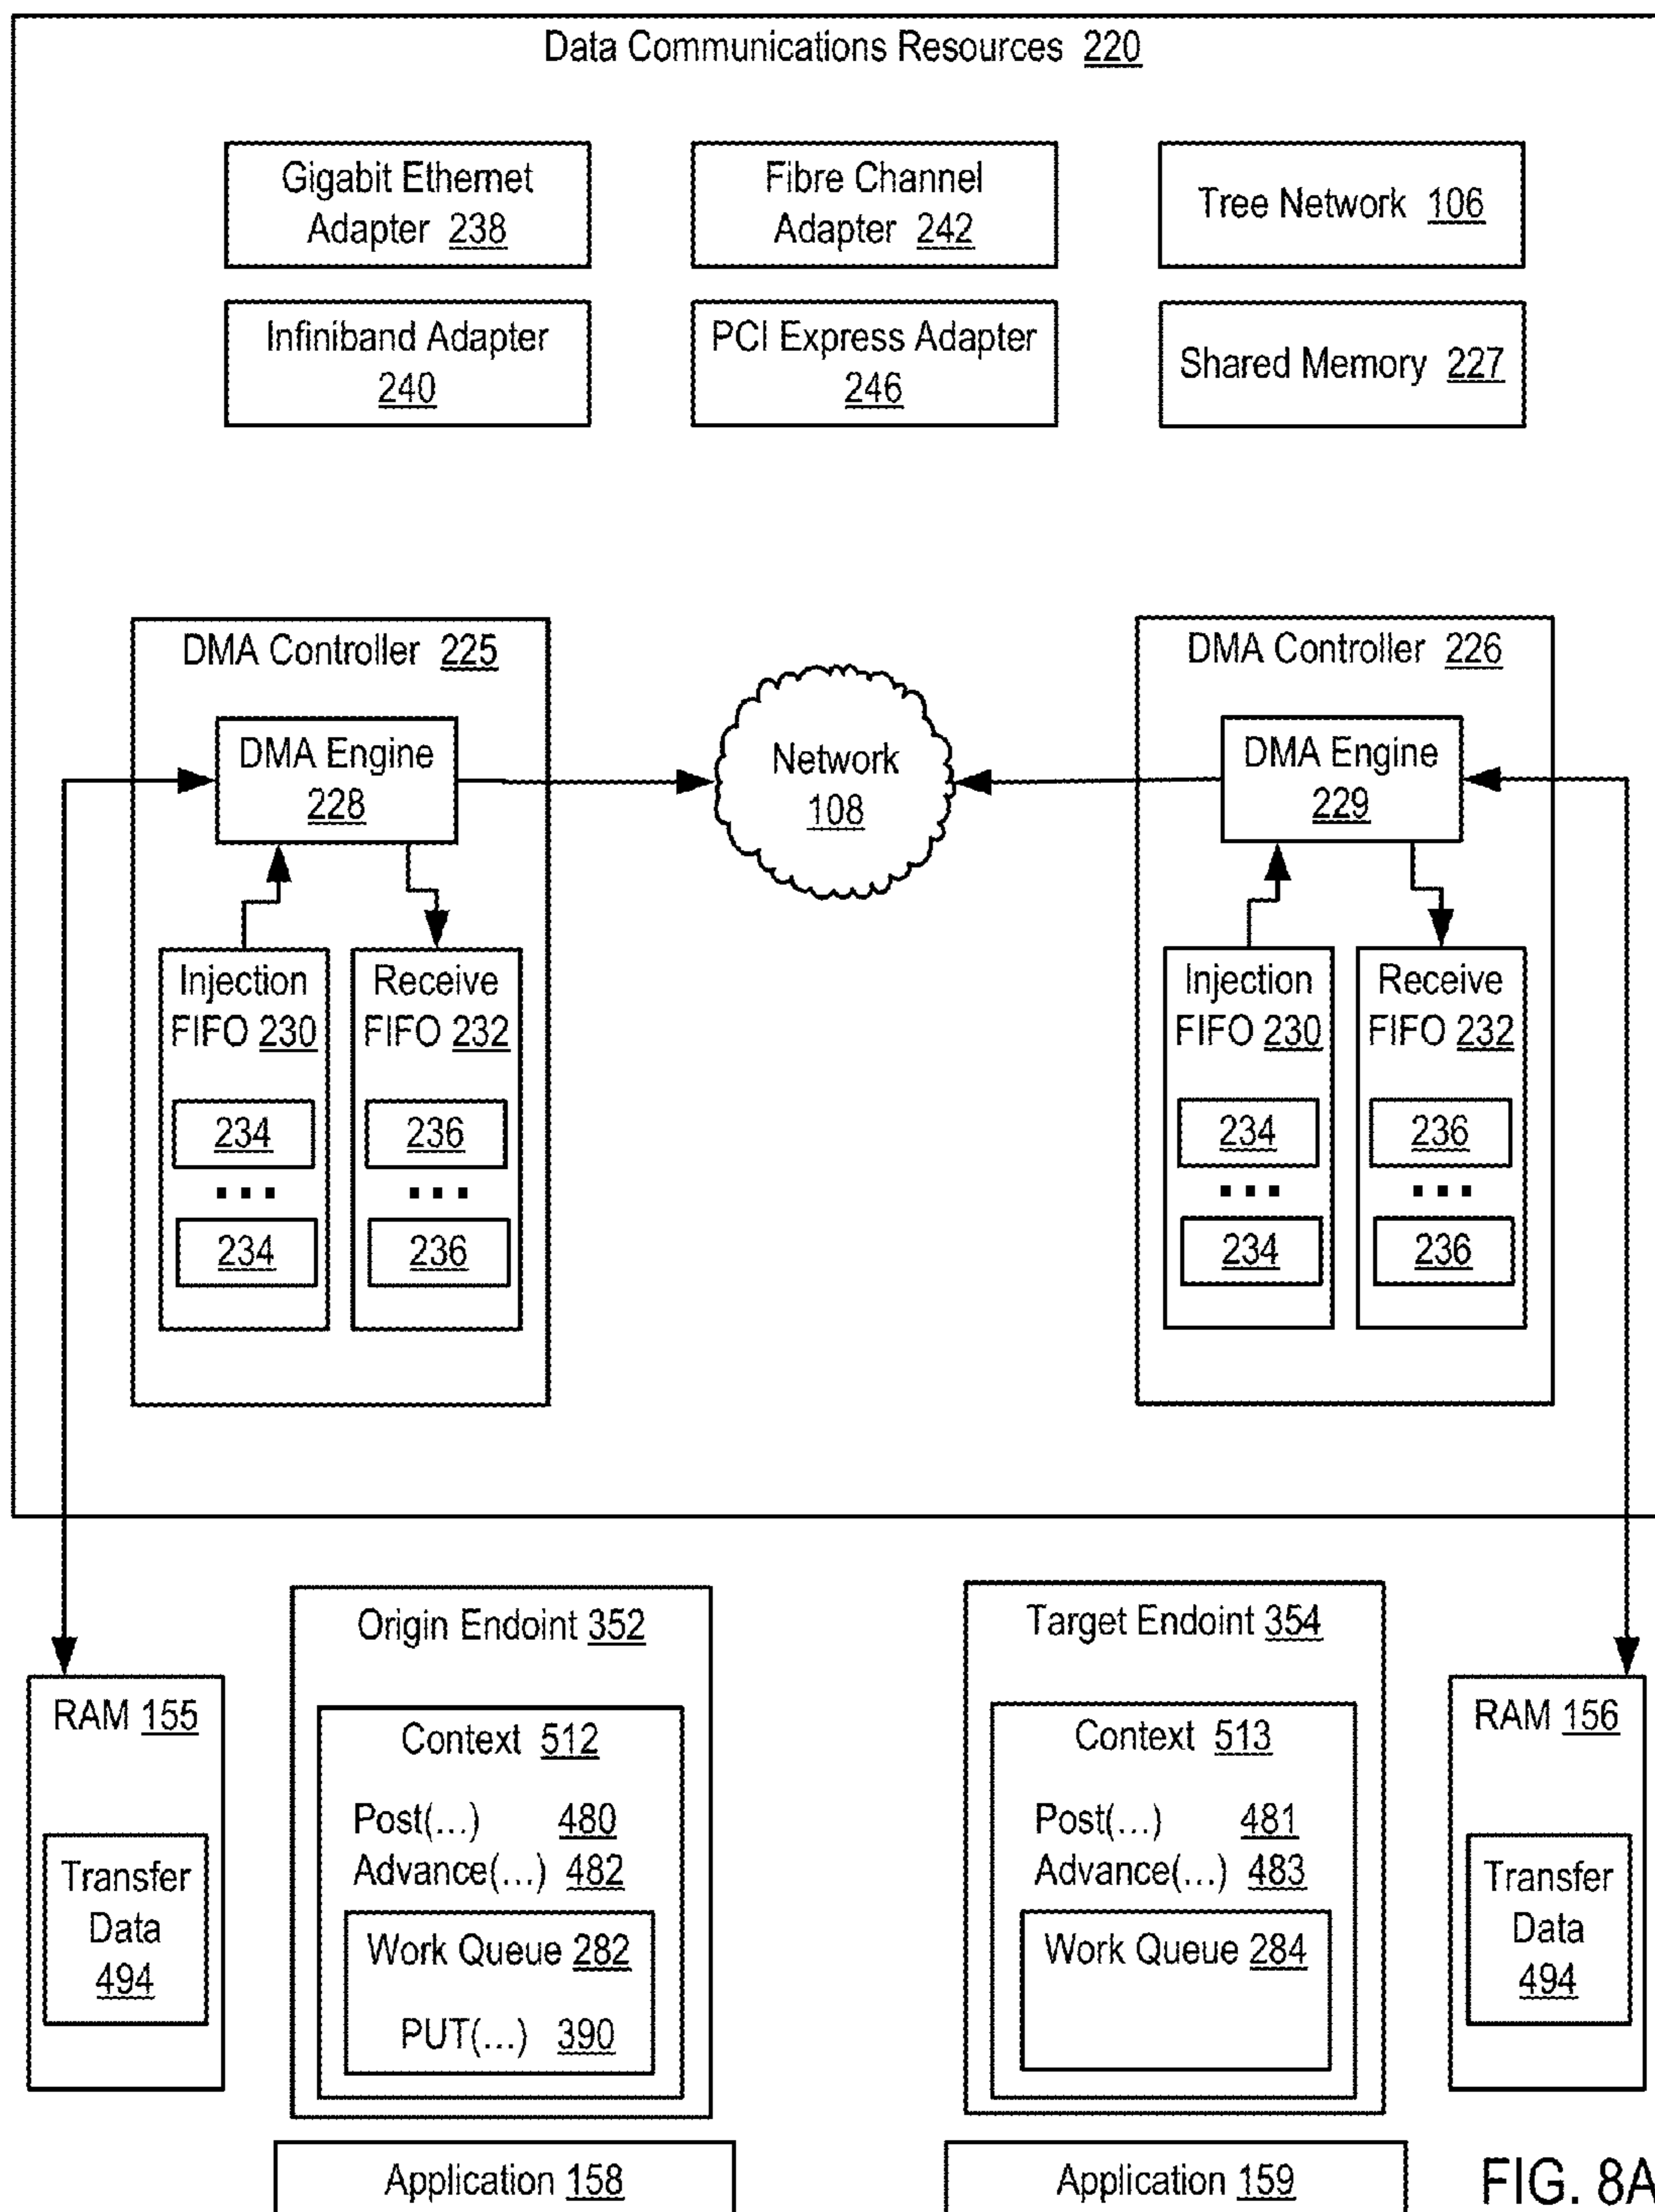 Data Communications Resources 220
Gigabit Ethernet
Adapter 238
Fibre Channel
Adapter 242
Tree Network 106
Infiniband Adapter
240
PCI Express Adapter
246
Shared Memory 227
DMA Controller 225
DMA Engine
228
Injection
FIFO 230
234
...
234
Receive
FIFO 232
236
...
236
Network
108
DMA Controller 226
DMA Engine
229
Injection
FIFO 230
234
...
234
Receive
FIFO 232
236
...
236
RAM 155
Transfer
Data
494
Origin Endoint 352
Context 512
Post(...) 480
Advance(...) 482
Work Queue 282
PUT(...) 390
Target Endoint 354
Context 513
Post(...) 481
Advance(...) 483
Work Queue 284
RAM 156
Transfer
Data
494
Application 158
Application 159
FIG. 8A